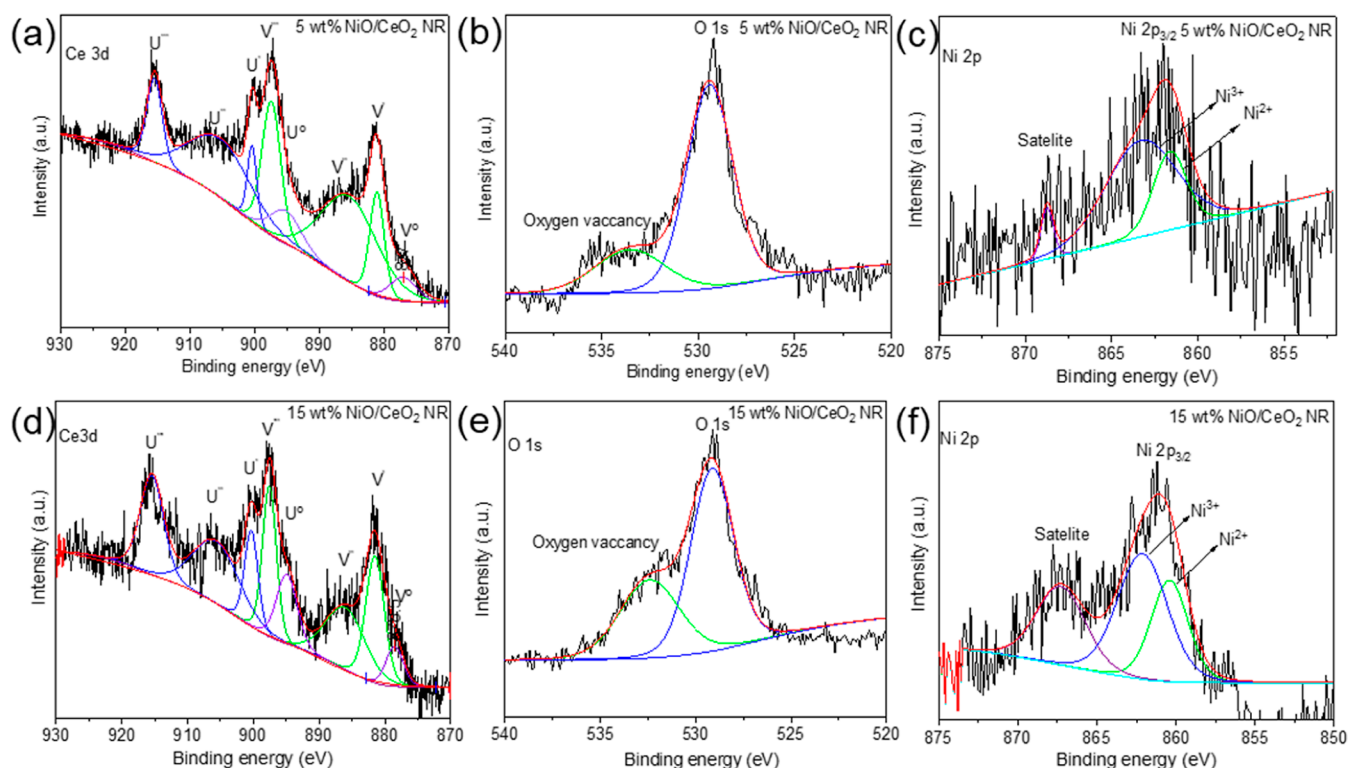 (a)
Ce 3d
5 wt% NiO/CeO₂ NR
U‴
U″
U'
V‴
U⁰
V″
V'
V⁰
Intensity (a.u.)
930 920 910 900 890 880 870
Binding energy (eV)
(b)
O 1s 5 wt% NiO/CeO₂ NR
Oxygen vaccancy
Intensity (a.u.)
540 535 530 525 520
Binding energy (eV)
(c)
Ni 2p
Ni 2p₃/₂ 5 wt% NiO/CeO₂ NR
Ni³⁺
Ni²⁺
Satelite
Intensity (a.u.)
875 870 865 860 855
Binding energy (eV)
(d)
Ce3d
15 wt% NiO/CeO₂ NR
U‴
U″
U'
V‴
U⁰
V″
V'
V⁰
Intensity (a.u.)
930 920 910 900 890 880 870
Binding energy (eV)
(e)
15 wt% NiO/CeO₂ NR
O 1s
O 1s
Oxygen vaccancy
Intensity (a.u.)
540 535 530 525 520
Binding energy (eV)
(f)
15 wt% NiO/CeO₂ NR
Ni 2p
Ni 2p₃/₂
Ni³⁺
Ni²⁺
Satelite
Intensity (a.u.)
875 870 865 860 855 850
Binding energy (eV)